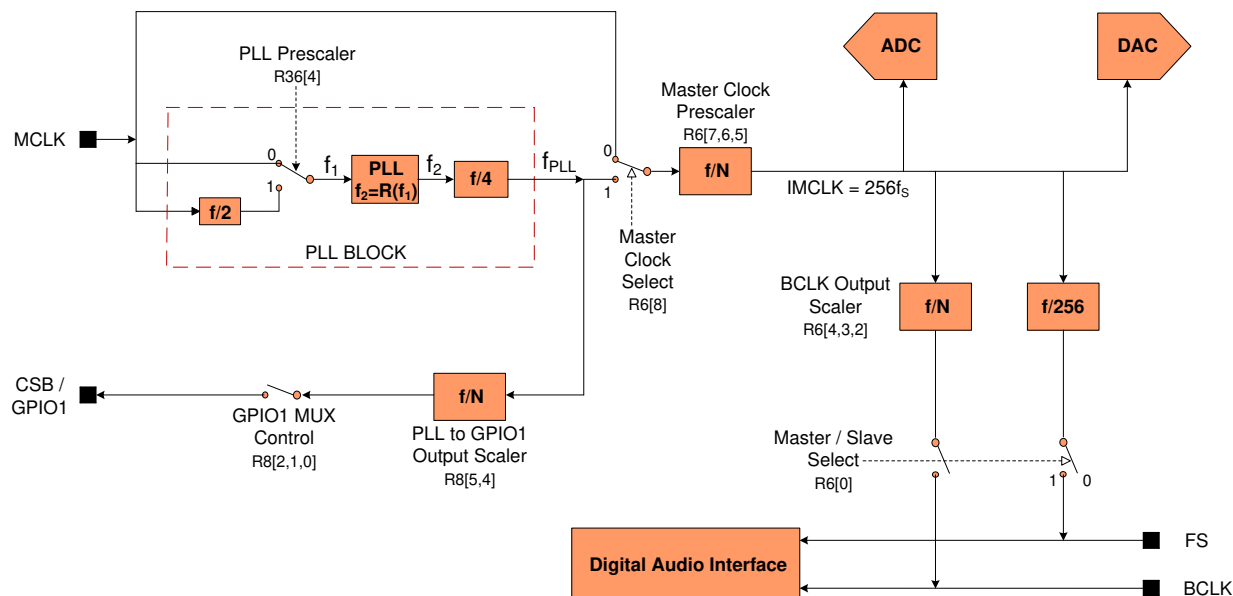 ADC
DAC
PLL Prescaler
R36[4]
Master Clock
Prescaler
R6[7,6,5]
MCLK
0
1
f/2
f1
PLL
f2=R(f1)
f2
f/4
fPLL
PLL BLOCK
0
1
f/N
IMCLK = 256fS
Master
Clock
Select
R6[8]
BCLK Output
Scaler
R6[4,3,2]
f/N
f/256
CSB /
GPIO1
GPIO1 MUX
Control
R8[2,1,0]
f/N
PLL to GPIO1
Output Scaler
R8[5,4]
Master / Slave
Select
R6[0]
1
0
Digital Audio Interface
FS
BCLK